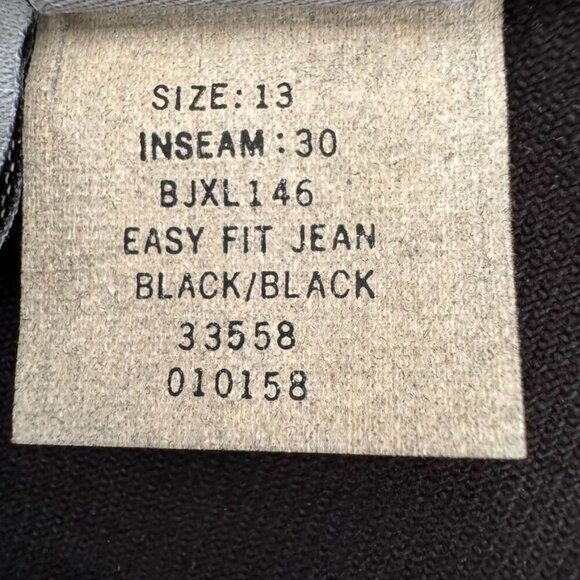 SIZE: 13
INSEAM: 30
BJXL146
EASY FIT JEAN
BLACK/BLACK
33558
010158